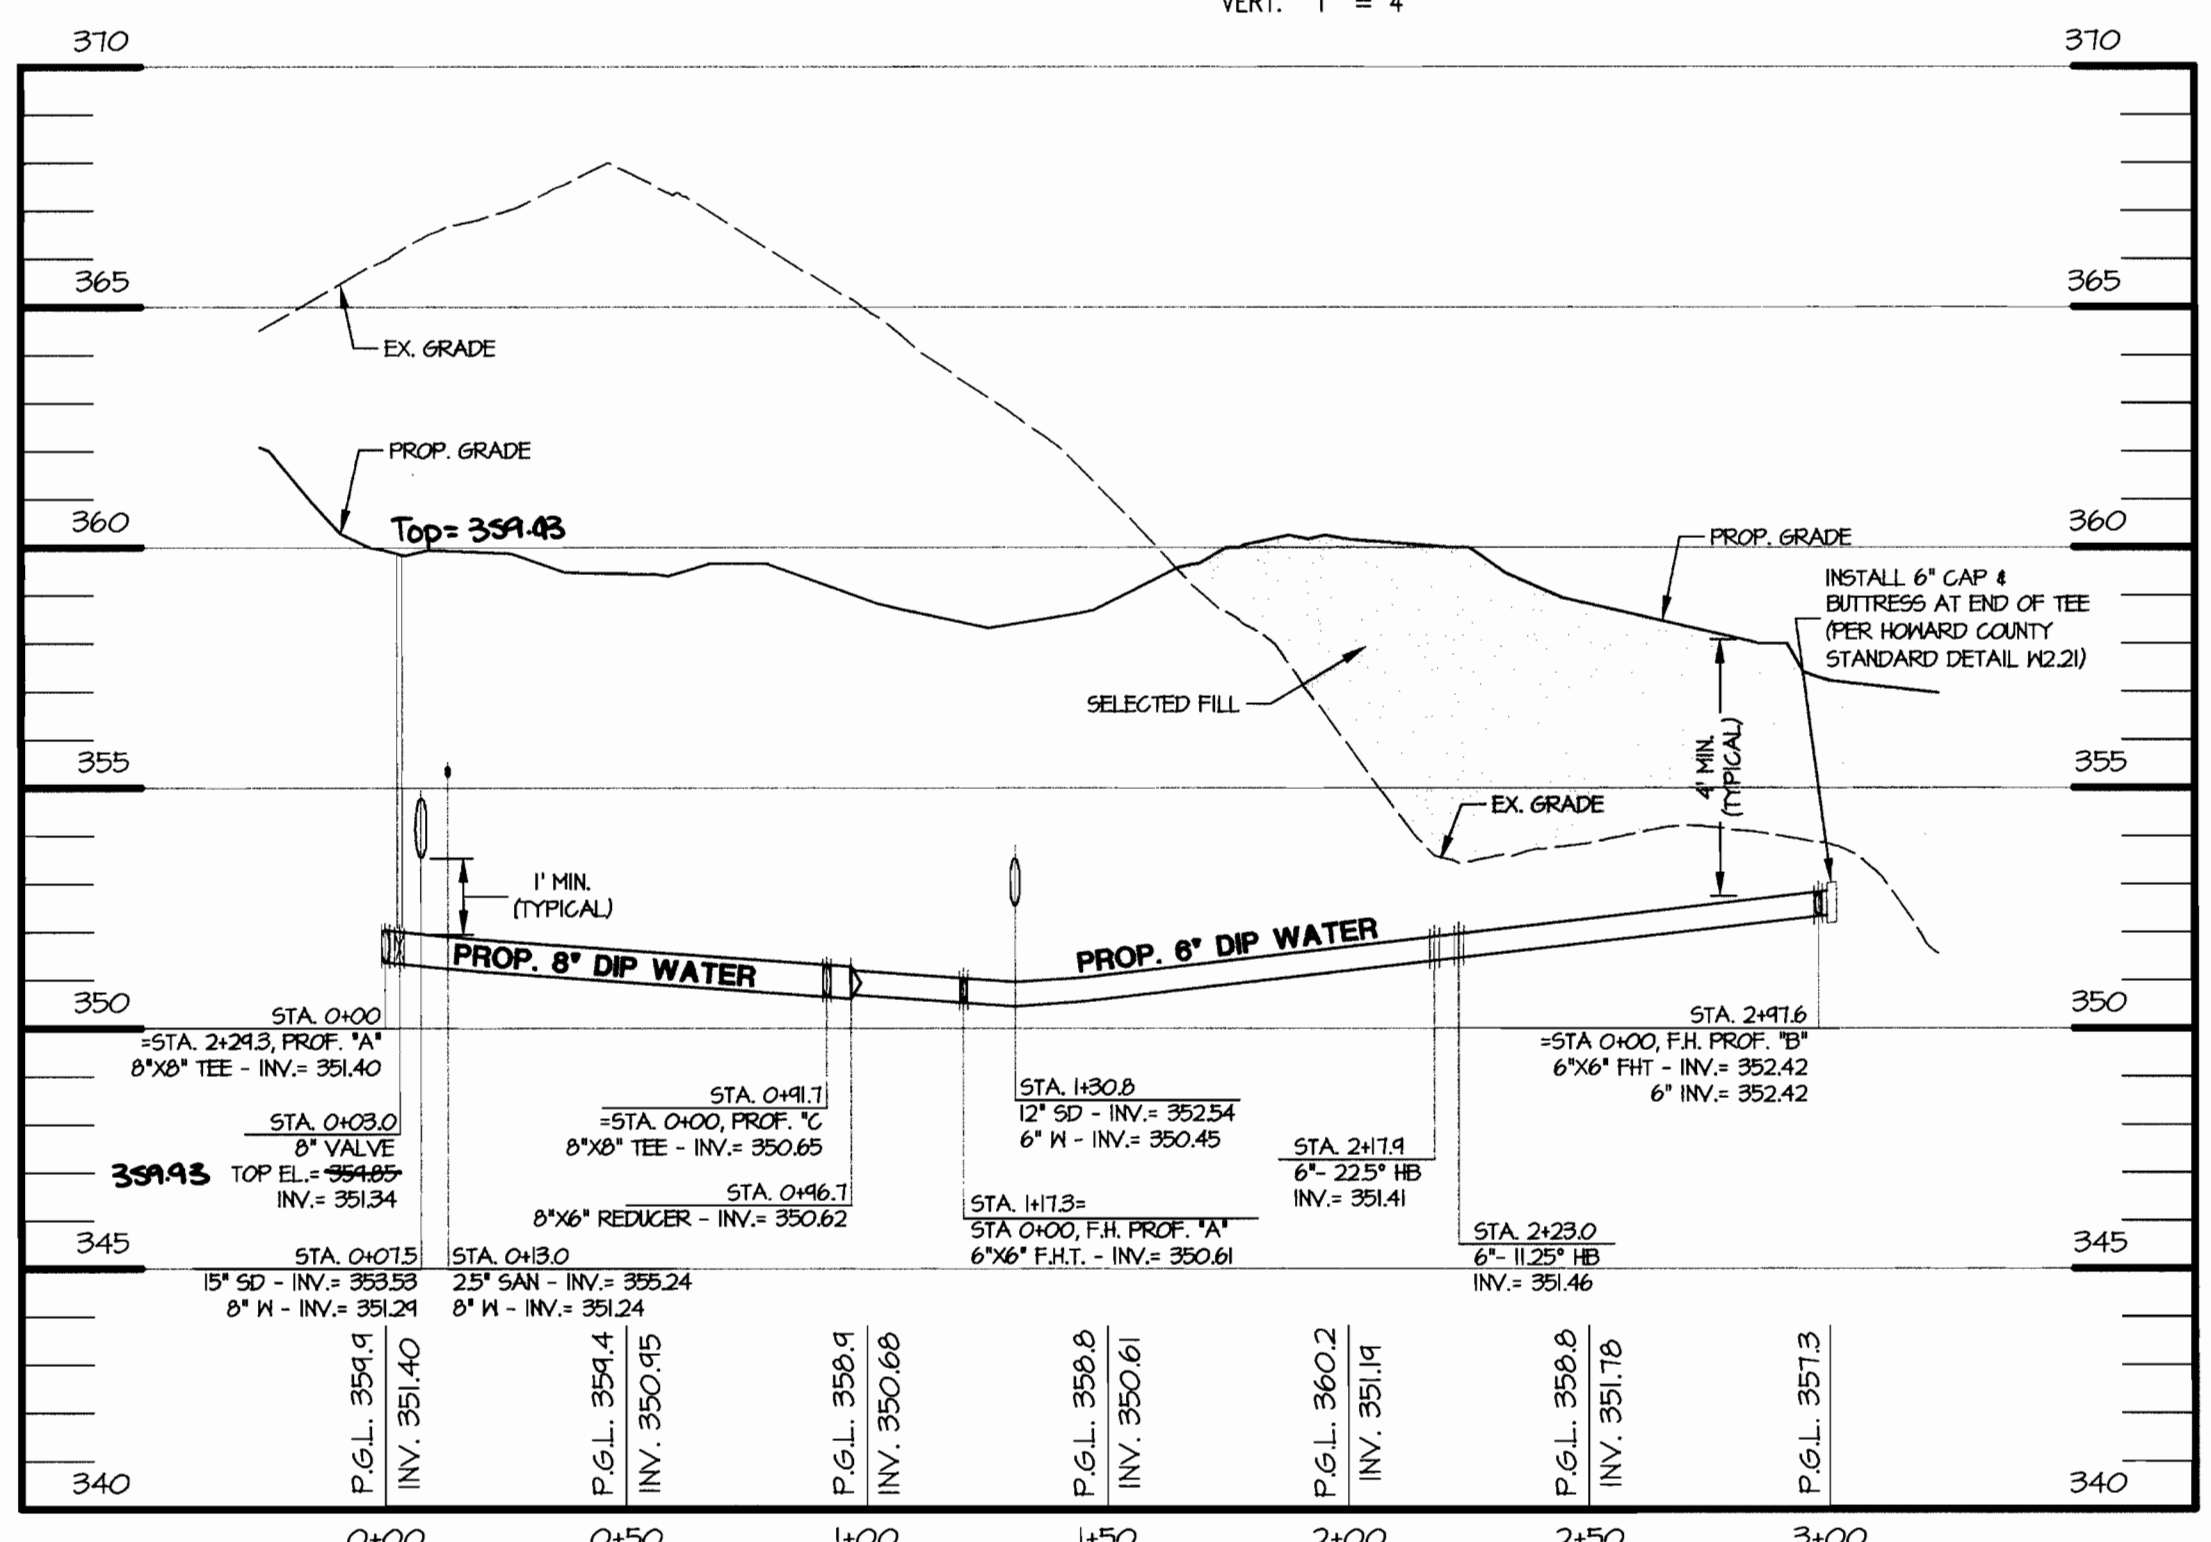 VERT. 1" = 4'
370
370
365
365
EX. GRADE
PROP. GRADE
360
Top= 359.93
360
PROP. GRADE
INSTALL 6" CAP &
BUTTRESS AT END OF TEE
(PER HOWARD COUNTY
STANDARD DETAIL W2.21)
SELECTED FILL
4' MIN.
(TYPICAL)
355
355
EX. GRADE
1' MIN.
(TYPICAL)
PROP. 8" DIP WATER
PROP. 6" DIP WATER
350
350
STA. 0+00
=STA. 2+29.3, PROF. "A"
8"X8" TEE - INV.= 351.40
STA. 0+03.0
8" VALVE
359.93 TOP EL.= 359.85
INV.= 351.34
STA. 0+07.5
15" SD - INV.= 353.53
8" W - INV.= 351.29
STA. 0+13.0
2.5" SAN - INV.= 355.24
8" W - INV.= 351.24
STA. 0+91.7
=STA. 0+00, PROF. "C
8"X8" TEE - INV.= 350.65
STA. 0+96.7
8"X6" REDUCER - INV.= 350.62
STA. 1+17.3=
STA 0+00, F.H. PROF. "A"
6"X6" F.H.T. - INV.= 350.61
STA. 1+30.8
12" SD - INV.= 352.54
6" W - INV.= 350.45
STA. 2+17.9
6"- 22.5° HB
INV.= 351.41
STA. 2+23.0
6"- 11.25° HB
INV.= 351.46
STA. 2+97.6
=STA 0+00, F.H. PROF. "B"
6"X6" FHT - INV.= 352.42
6" INV.= 352.42
345
345
P.G.L. 359.9
INV. 351.40
P.G.L. 359.4
INV. 350.95
P.G.L. 358.9
INV. 350.68
P.G.L. 358.8
INV. 350.61
P.G.L. 360.2
INV. 351.19
P.G.L. 358.8
INV. 351.78
P.G.L. 357.3
340
340
0+00
0+50
1+00
1+50
2+00
2+50
3+00